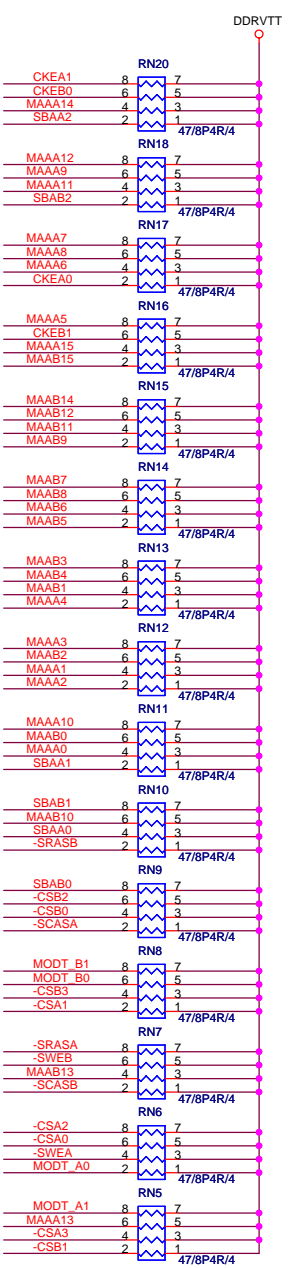 DDRVTT
RN20
CKEA1 8 7
CKEB0 6 5
MAAA14 4 3
SBAA2 2 1
47/8P4R/4
RN18
MAAA12 8 7
MAAA9 6 5
MAAA11 4 3
SBAB2 2 1
47/8P4R/4
RN17
MAAA7 8 7
MAAA8 6 5
MAAA6 4 3
CKEA0 2 1
47/8P4R/4
RN16
MAAA5 8 7
CKEB1 6 5
MAAA15 4 3
MAAB15 2 1
47/8P4R/4
RN15
MAAB14 8 7
MAAB12 6 5
MAAB11 4 3
MAAB9 2 1
47/8P4R/4
RN14
MAAB7 8 7
MAAB8 6 5
MAAB6 4 3
MAAB5 2 1
47/8P4R/4
RN13
MAAB3 8 7
MAAB4 6 5
MAAB1 4 3
MAAA4 2 1
47/8P4R/4
RN12
MAAA3 8 7
MAAB2 6 5
MAAA1 4 3
MAAA2 2 1
47/8P4R/4
RN11
MAAA10 8 7
MAAB0 6 5
MAAA0 4 3
SBAA1 2 1
47/8P4R/4
RN10
SBAB1 8 7
MAAB10 6 5
SBAA0 4 3
-SRASB 2 1
47/8P4R/4
RN9
SBAB0 8 7
-CSB2 6 5
-CSB0 4 3
-SCASA 2 1
47/8P4R/4
RN8
MODT_B1 8 7
MODT_B0 6 5
-CSB3 4 3
-CSA1 2 1
47/8P4R/4
RN7
-SRASA 8 7
-SWEB 6 5
MAAB13 4 3
-SCASB 2 1
47/8P4R/4
RN6
-CSA2 8 7
-CSA0 6 5
-SWEA 4 3
MODT_A0 2 1
47/8P4R/4
RN5
MODT_A1 8 7
MAAA13 6 5
-CSA3 4 3
-CSB1 2 1
47/8P4R/4